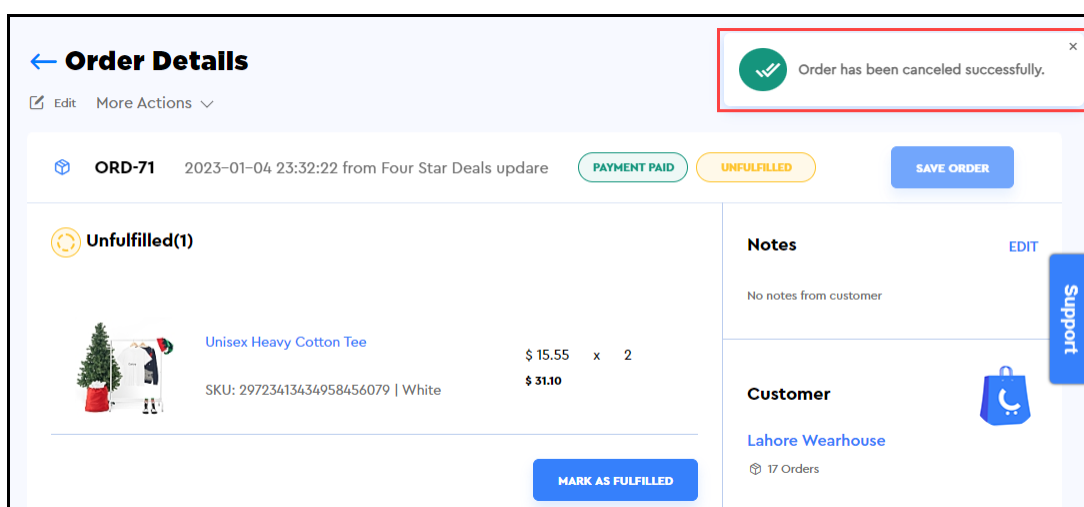 Order Details
Order has been canceled successfully.
Edit More Actions
ORD-71 2023-01-04 23:32:22 from Four Star Deals updare PAYMENT PAID UNFULFILLED SAVE ORDER
Unfulfilled(1)
Notes EDIT
No notes from customer
Support
Unisex Heavy Cotton Tee
$ 15.55 x 2
$ 31.10
SKU: 29723413434958456079 | White
Customer
Lahore Wearhouse
17 Orders
MARK AS FULFILLED